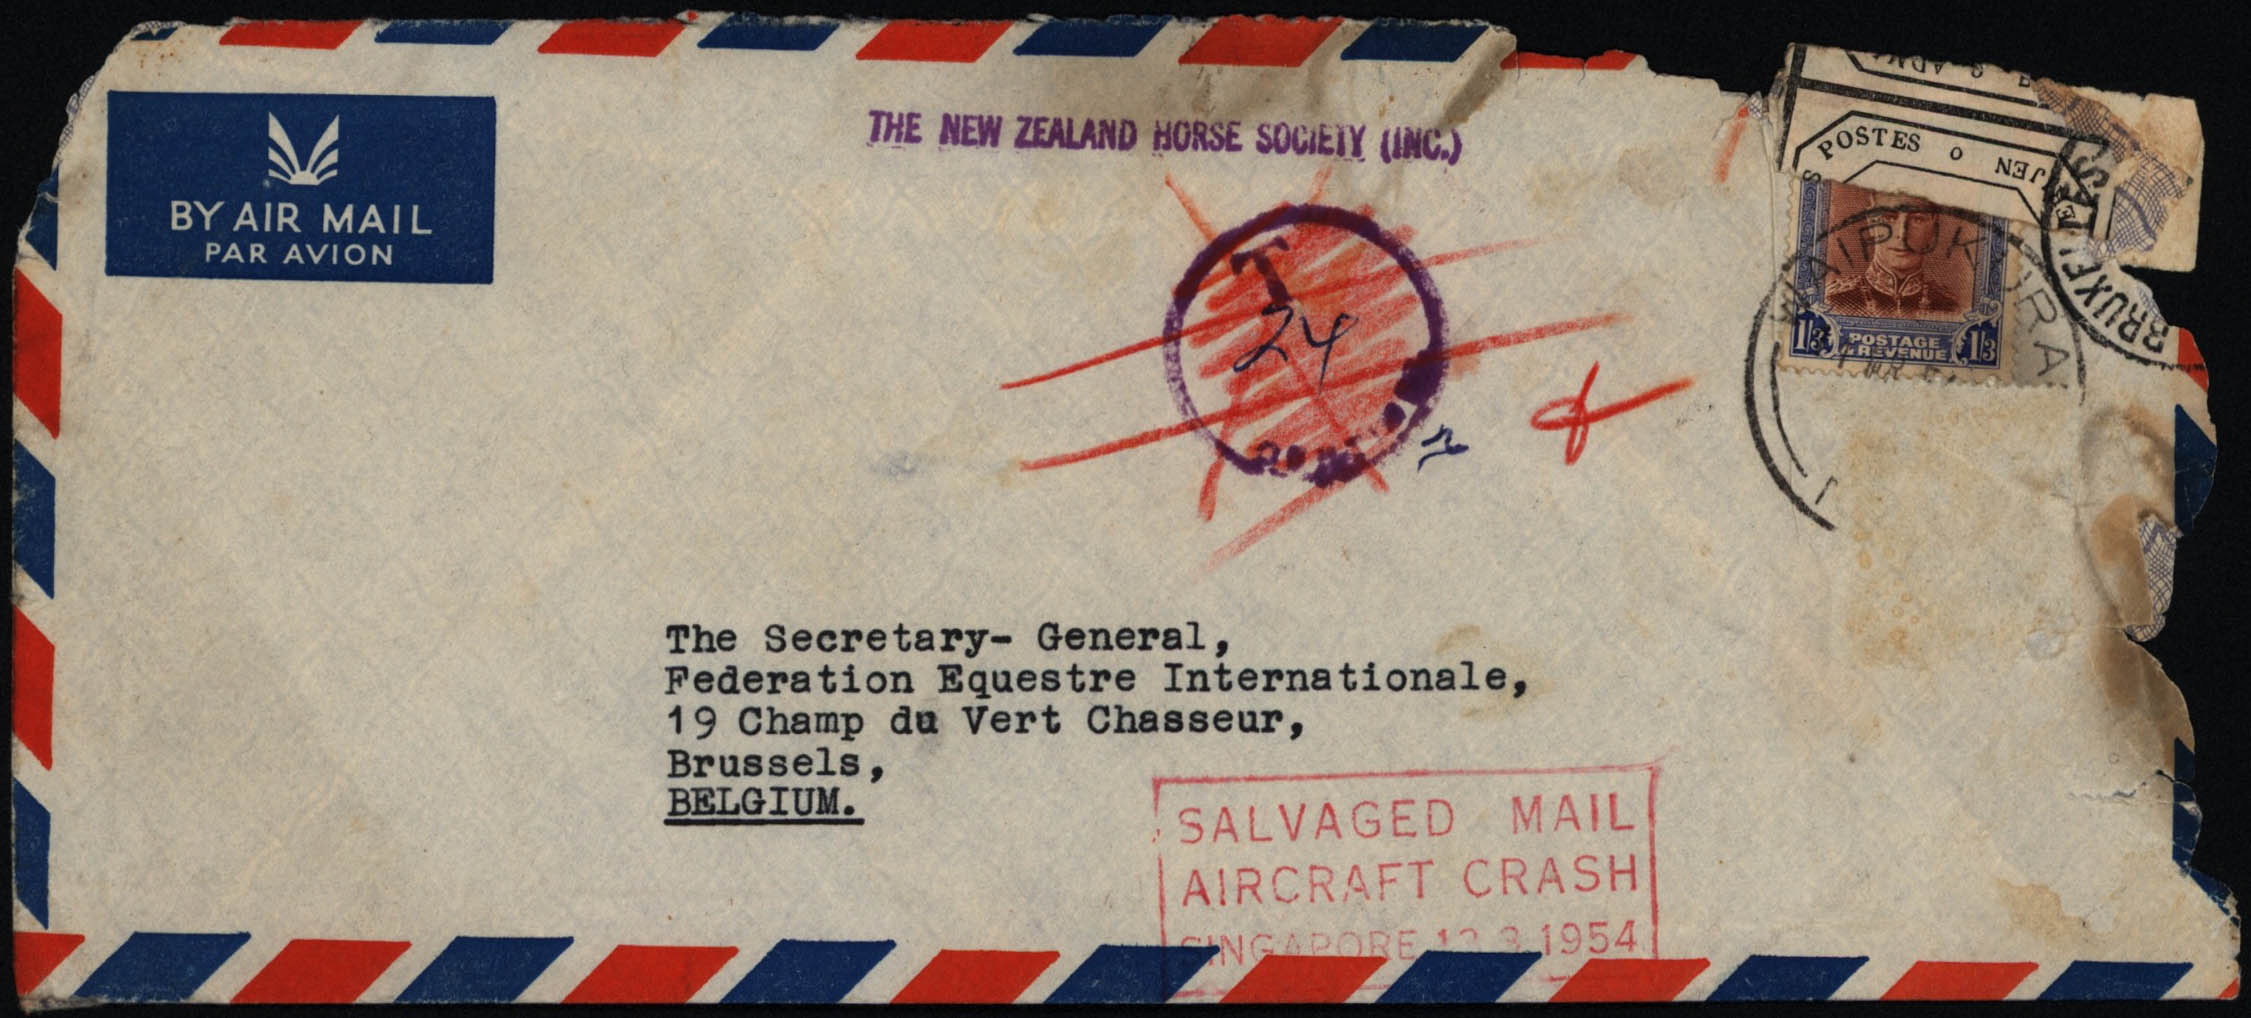 BY AIR MAIL
PAR AVION
THE NEW ZEALAND HORSE SOCIETY (INC.)
T
24
POSTES o
WAIPUKURA
1/3 POSTAGE 1/3
& REVENUE
The Secretary- General,
Federation Equestre Internationale,
19 Champ du Vert Chasseur,
Brussels,
BELGIUM.
SALVAGED MAIL
AIRCRAFT CRASH
SINGAPORE 13.3.1954